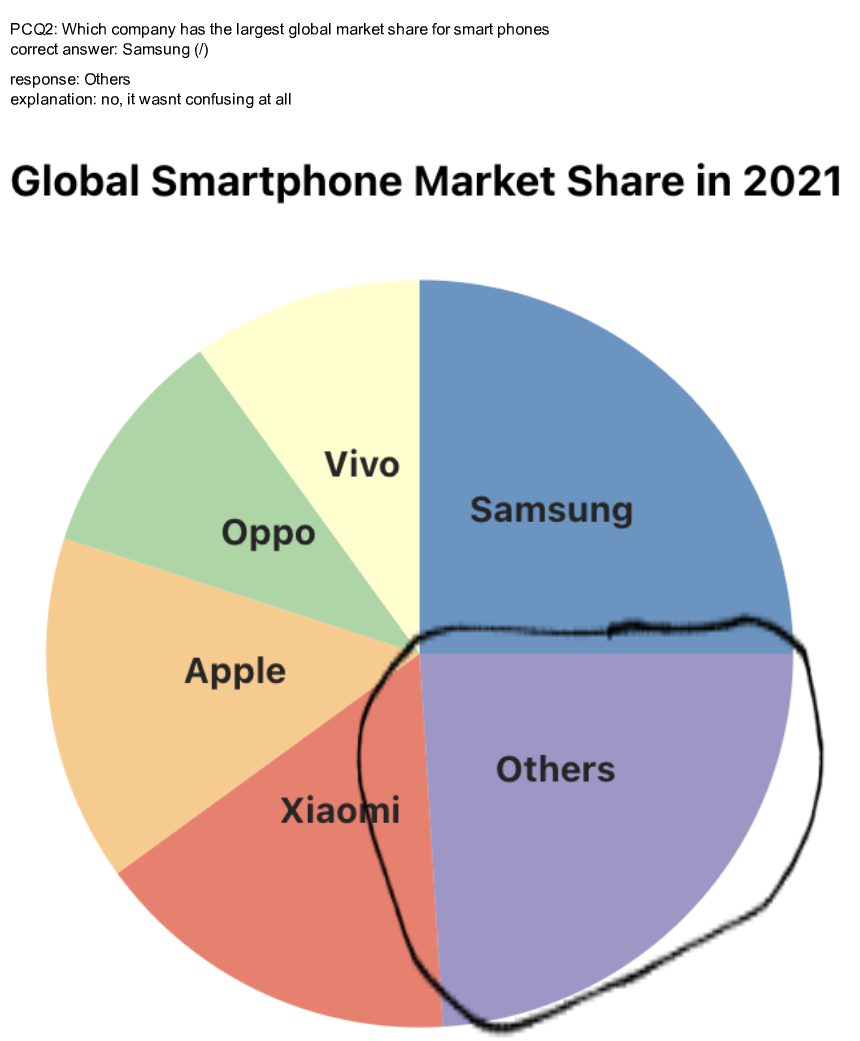 PCQ2: Which company has the largest global market share for smart phones
correct answer: Samsung (/)
response: Others
explanation: no, it wasnt confusing at all
Global Smartphone Market Share in 2021
Vivo
Samsung
Oppo
Apple
Others
Xiaomi